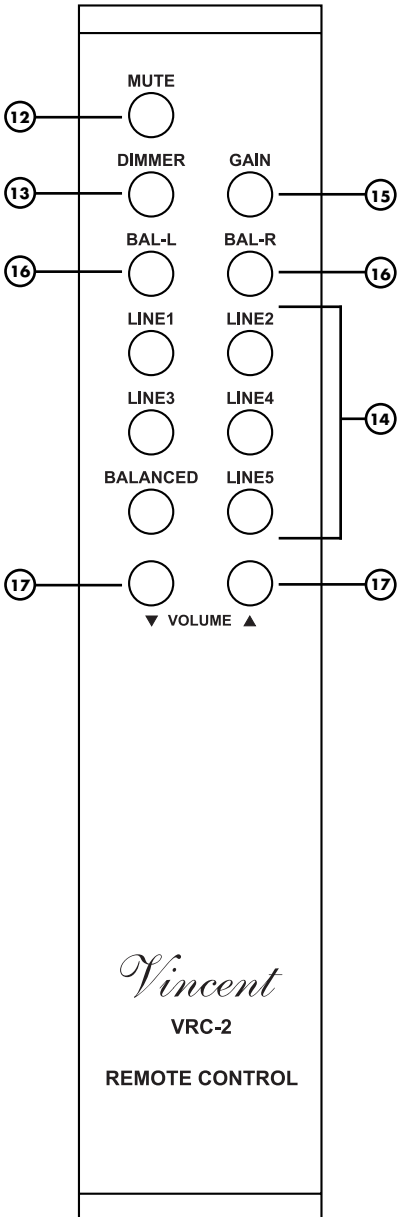 MUTE
12
DIMMER GAIN
13 15
BAL-L BAL-R
16 16
LINE1 LINE2
LINE3 LINE4
14
BALANCED LINE5
17 17
▼ VOLUME ▲
Vincent
VRC-2
REMOTE CONTROL